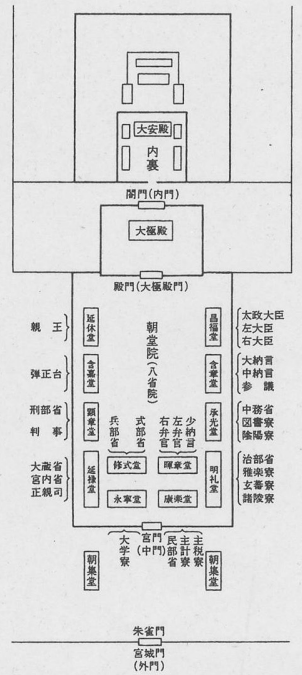 大安殿
内裏
閤門(内門)
大極殿
殿門(大極殿門)
延休堂
朝堂院(八省院)
昌福堂
親王
太政大臣
左大臣
右大臣
弾正台
含嘉堂
含章堂
大納言
中納言
参議
刑部省
判事
顕章堂
兵部省
式部省
右弁官
左弁官
少納言
承光堂
中務省
図書寮
陰陽寮
大蔵省
宮内省
正親司
延禄堂
修式堂
暉章堂
明礼堂
治部省
雅楽寮
玄蕃寮
諸陵寮
永寧堂
康楽堂
大学寮
宮門
(中門)
民部省
主計寮
主税寮
朝集堂
朝集堂
朱雀門
宮城門
(外門)